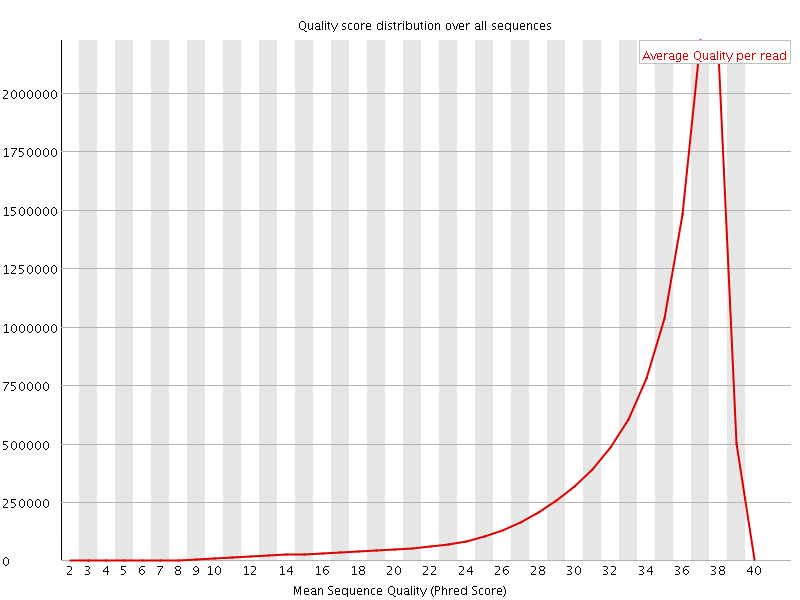 Quality score distribution over all sequences
Average Quality per read
2000000
1750000
1500000
1250000
1000000
750000
500000
250000
0
2 3 4 5 6 7 8 9 10 12 14 16 18 20 22 24 26 28 30 32 34 36 38 40
Mean Sequence Quality (Phred Score)